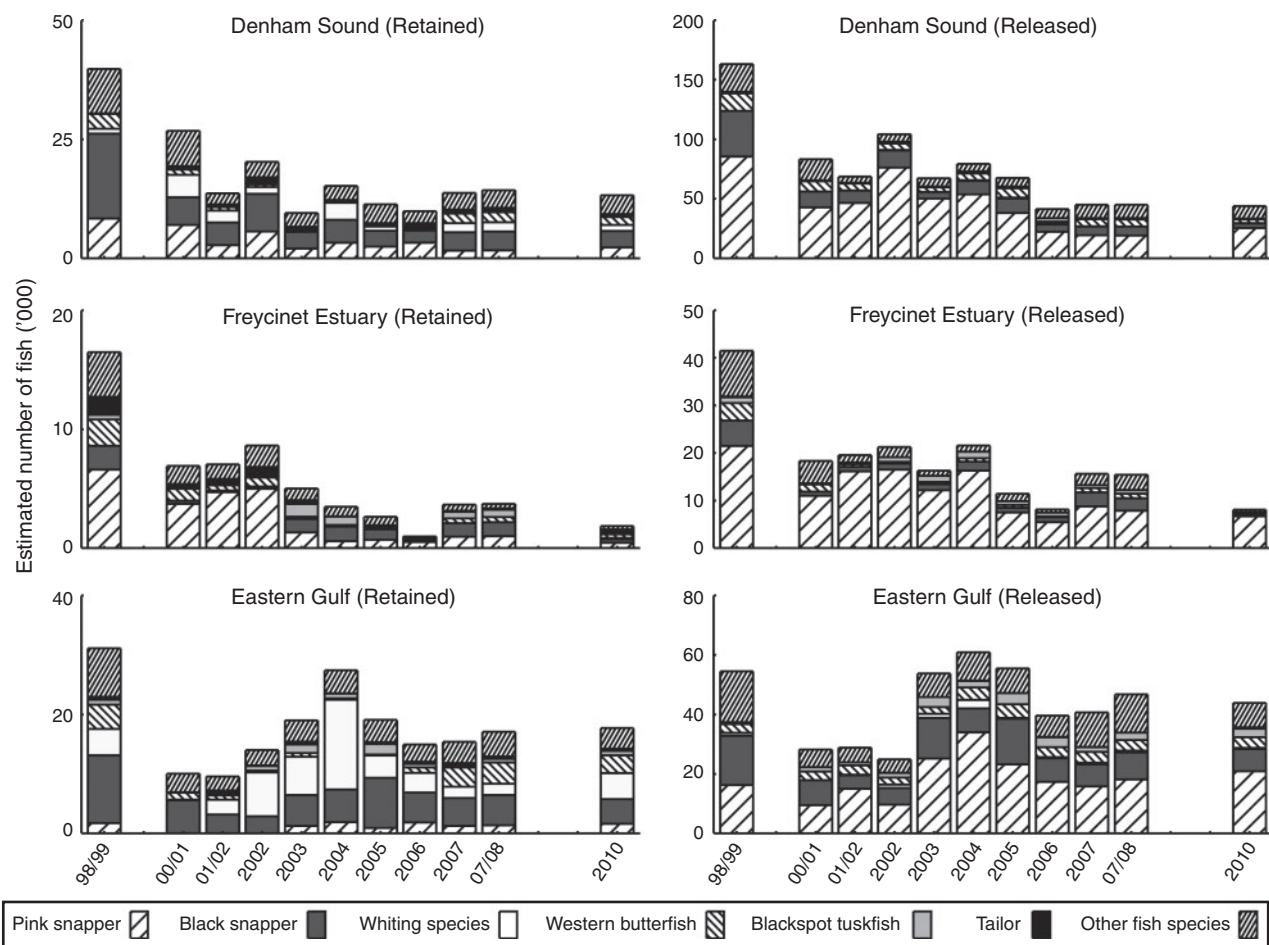 Denham Sound (Retained)
50
25
0
Denham Sound (Released)
200
150
100
50
0
Estimated number of fish ('000)
Freycinet Estuary (Retained)
20
10
0
Freycinet Estuary (Released)
50
40
30
20
10
0
Eastern Gulf (Retained)
40
20
0
Eastern Gulf (Released)
80
60
40
20
0
98/99 00/01 01/02 2002 2003 2004 2005 2006 2007 07/08 2010
98/99 00/01 01/02 2002 2003 2004 2005 2006 2007 07/08 2010
Pink snapper Black snapper Whiting species Western butterfish Blackspot tuskfish Tailor Other fish species